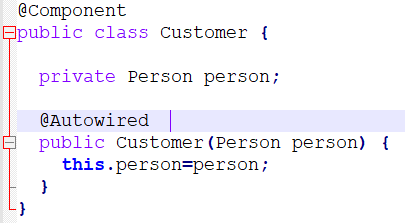 @Component
public class Customer {
private Person person;
@Autowired
public Customer(Person person) {
this.person=person;
}
}